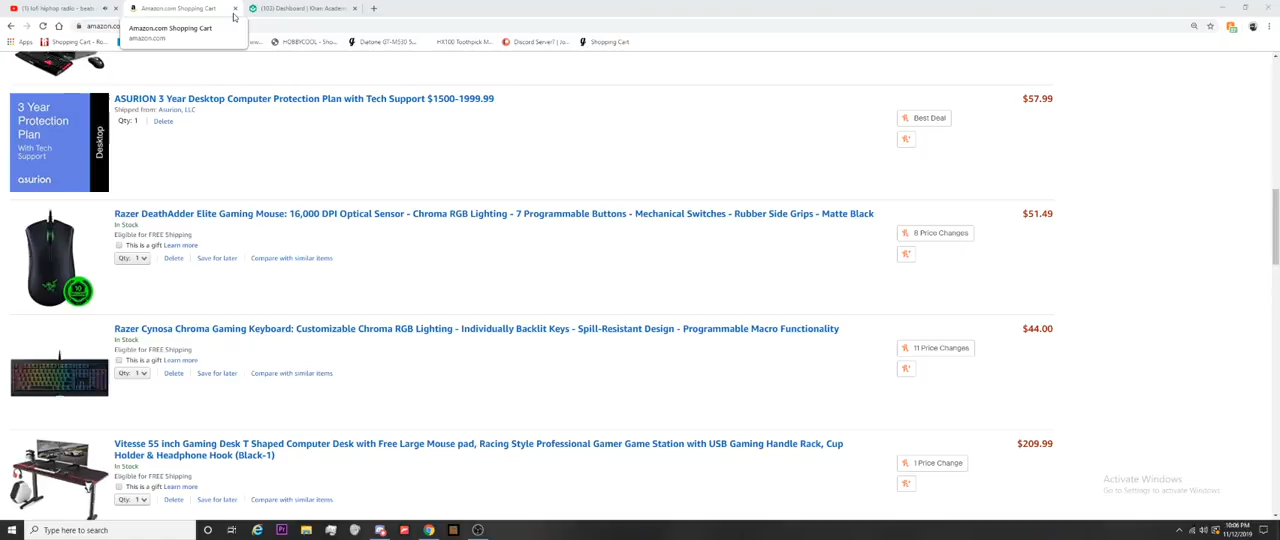 (1) lofi hiphop radio - beats
Amazon.com Shopping Cart
(103) Dashboard | Khan Academ
amazon.co
Amazon.com Shopping Cart
amazon.com
Apps
Shopping Cart - Ro...
ww...
HOBBYCOOL - Snu...
Diatone GT-M530 S...
HX100 Toothpick M...
Discord Server? | Jo...
Shopping Cart
3 Year
Protection
Plan
With Tech
Support
asurion
Desktop
ASURION 3 Year Desktop Computer Protection Plan with Tech Support $1500-1999.99
Shipped from: Asurion, LLC
Qty: 1 | Delete
Best Deal
$57.99
Razer DeathAdder Elite Gaming Mouse: 16,000 DPI Optical Sensor - Chroma RGB Lighting - 7 Programmable Buttons - Mechanical Switches - Rubber Side Grips - Matte Black
In Stock
Eligible for FREE Shipping
This is a gift Learn more
Qty: 1 Delete Save for later Compare with similar items
8 Price Changes
$51.49
Razer Cynosa Chroma Gaming Keyboard: Customizable Chroma RGB Lighting - Individually Backlit Keys - Spill-Resistant Design - Programmable Macro Functionality
In Stock
Eligible for FREE Shipping
This is a gift Learn more
Qty: 1 Delete Save for later Compare with similar items
11 Price Changes
$44.00
Vitesse 55 inch Gaming Desk T Shaped Computer Desk with Free Large Mouse pad, Racing Style Professional Gamer Game Station with USB Gaming Handle Rack, Cup
Holder & Headphone Hook (Black-1)
In Stock
Eligible for FREE Shipping
This is a gift Learn more
Qty: 1 Delete Save for later Compare with similar items
1 Price Change
$209.99
Activate Windows
Go to Settings to activate Windows
Type here to search
Pr
10:06 PM
11/12/2019